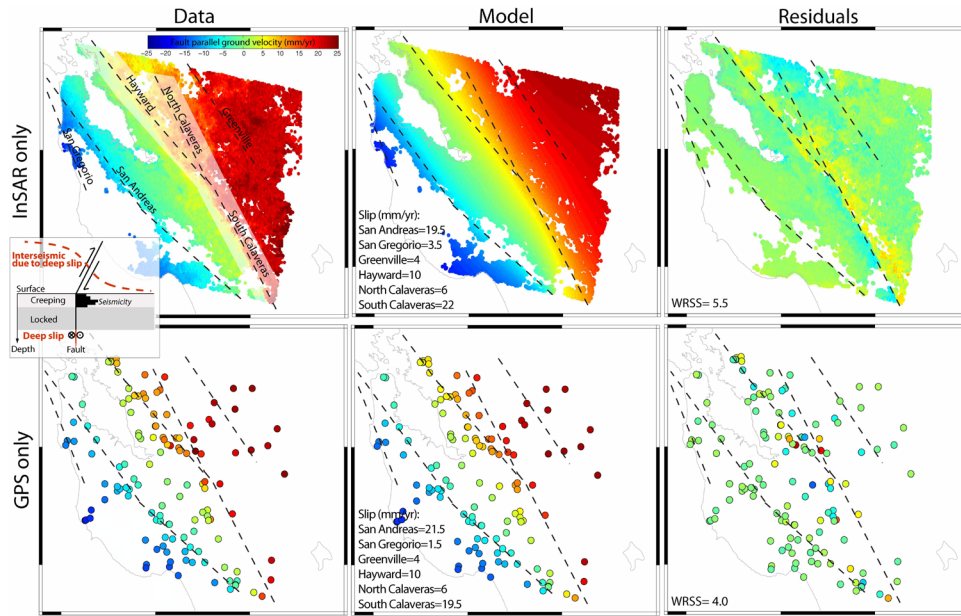 Data
Model
Residuals
InSAR only
Fault parallel ground velocity (mm/yr)
-25 -20 -15 -10 -5 0 5 10 15 20 25
Hayward
North Calaveras
Greenville
San Gregorio
San Andreas
South Calaveras
Slip (mm/yr):
San Andreas=19.5
San Gregorio=3.5
Greenville=4
Hayward=10
North Calaveras=6
South Calaveras=22
WRSS= 5.5
Interseismic
due to deep slip
Surface
Creeping
Seismicity
Locked
Deep slip
Depth
Fault
GPS only
Slip (mm/yr):
San Andreas=21.5
San Gregorio=1.5
Greenville=4
Hayward=10
North Calaveras=6
South Calaveras=19.5
WRSS= 4.0